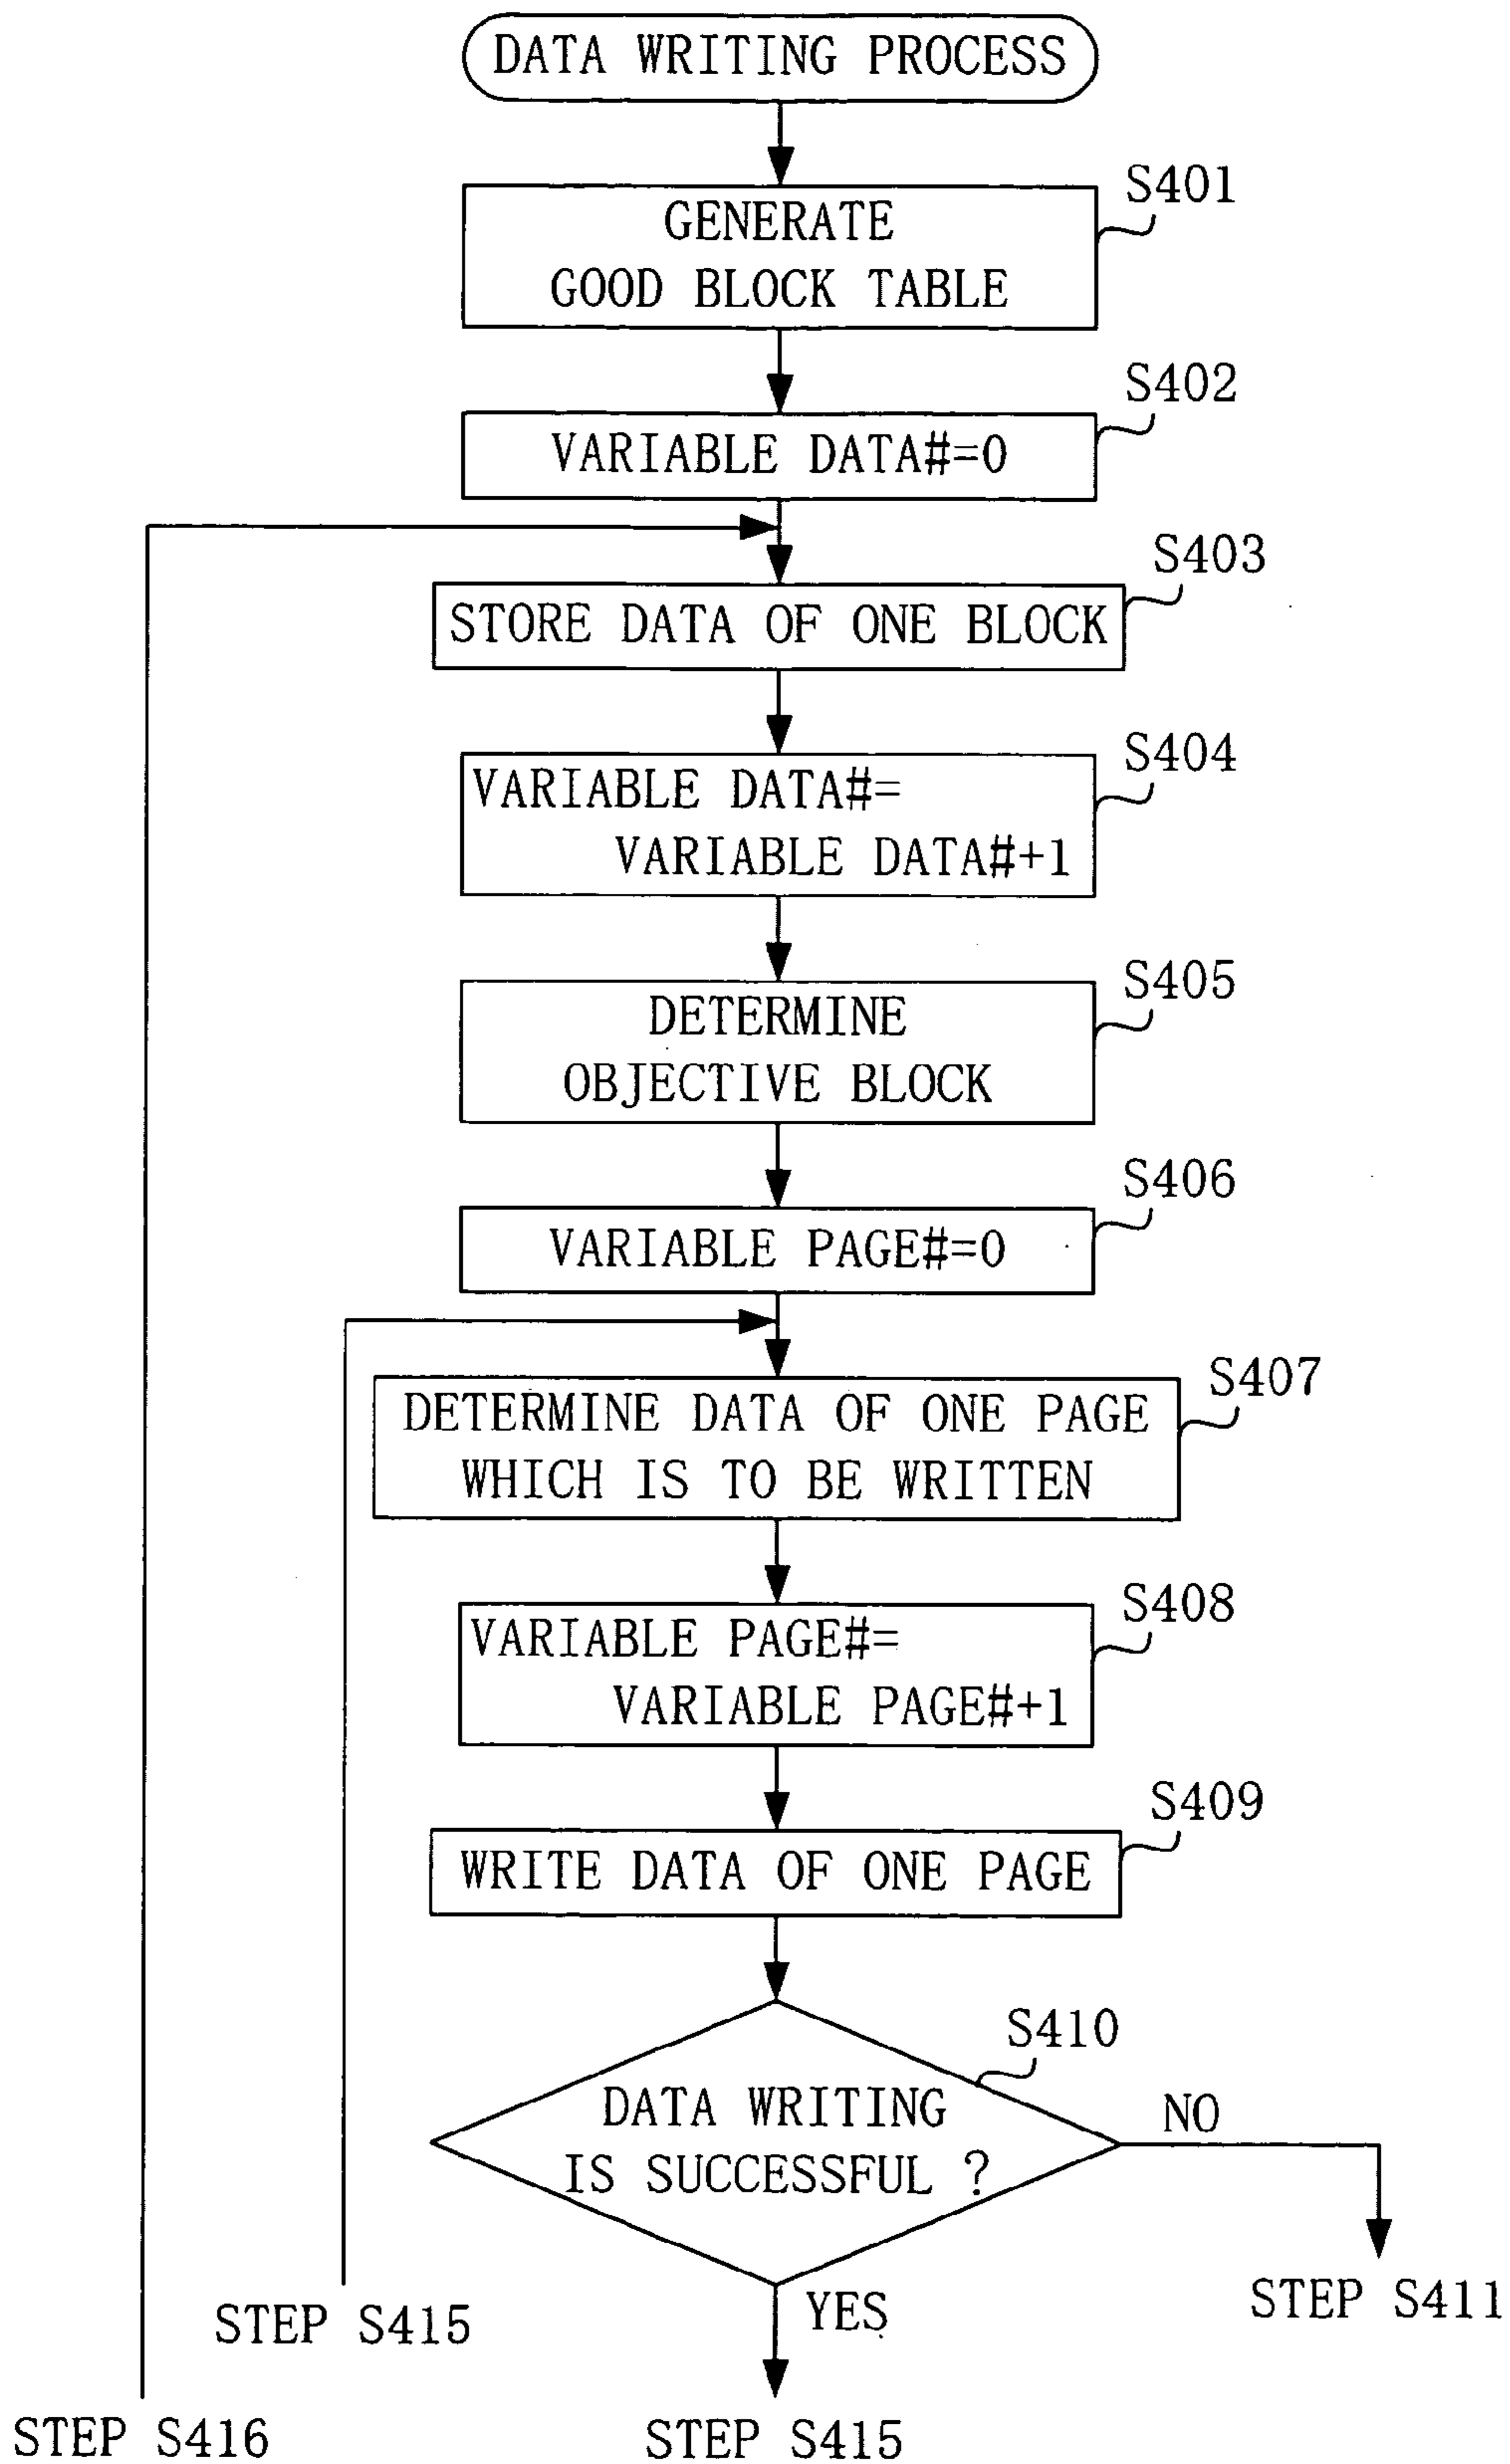 DATA WRITING PROCESS
S401
GENERATE
GOOD BLOCK TABLE
S402
VARIABLE DATA#=0
S403
STORE DATA OF ONE BLOCK
S404
VARIABLE DATA#=
VARIABLE DATA#+1
S405
DETERMINE
OBJECTIVE BLOCK
S406
VARIABLE PAGE#=0
S407
DETERMINE DATA OF ONE PAGE
WHICH IS TO BE WRITTEN
S408
VARIABLE PAGE#=
VARIABLE PAGE#+1
S409
WRITE DATA OF ONE PAGE
S410
DATA WRITING
IS SUCCESSFUL ?
NO
STEP S411
YES
STEP S415
STEP S416
STEP S415